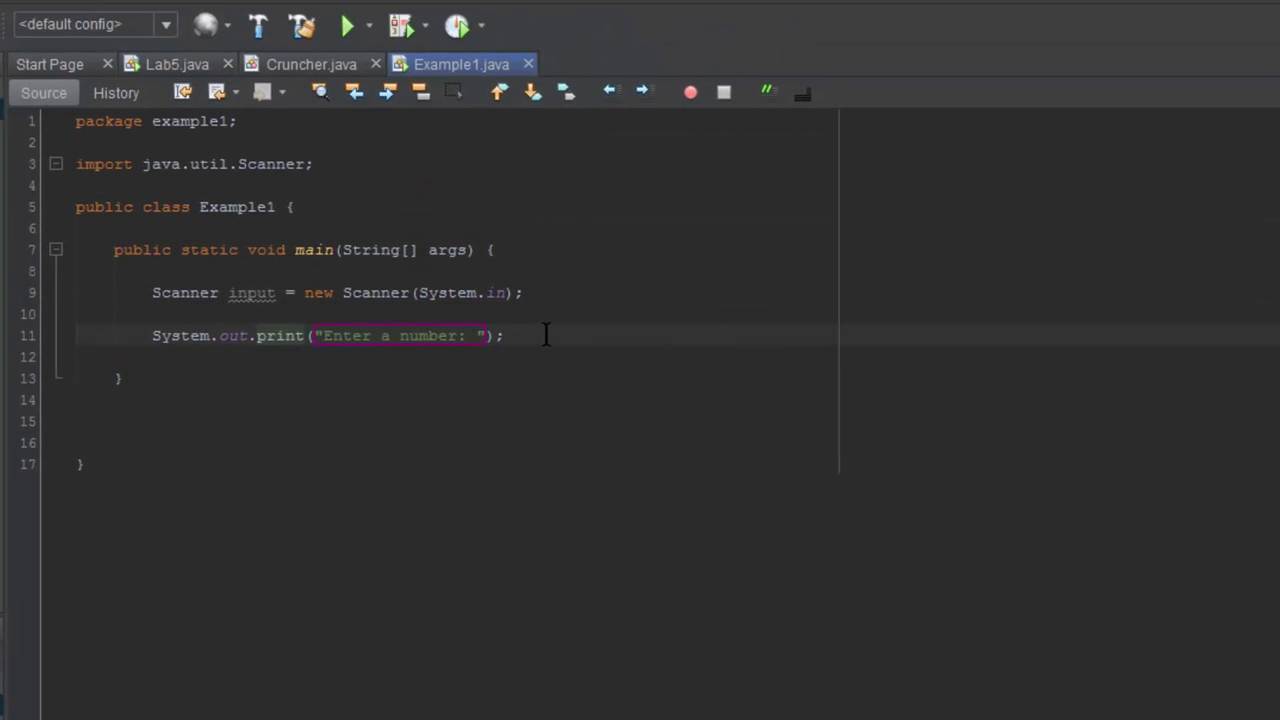 <default config>
Start Page Lab5.java Cruncher.java Example1.java
Source History
1 package example1;
2
3 import java.util.Scanner;
4
5 public class Example1 {
6
7 public static void main(String[] args) {
8
9 Scanner input = new Scanner(System.in);
10
11 System.out.print("Enter a number: ");
12
13 }
14
15
16
17 }